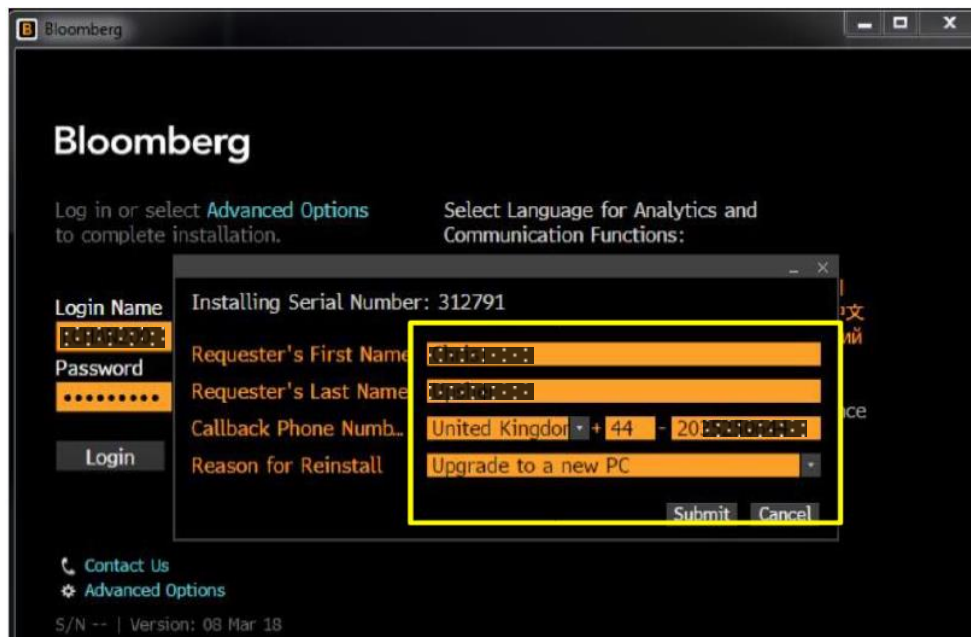 Bloomberg
Bloomberg
Log in or select Advanced Options
to complete installation.
Select Language for Analytics and
Communication Functions:
Installing Serial Number: 312791
Login Name
Requester's First Name
Password
Requester's Last Name
Callback Phone Numb... United Kingdor + 44 - 20
Login
Reason for Reinstall Upgrade to a new PC
Submit Cancel
Contact Us
Advanced Options
S/N -- | Version: 08 Mar 18